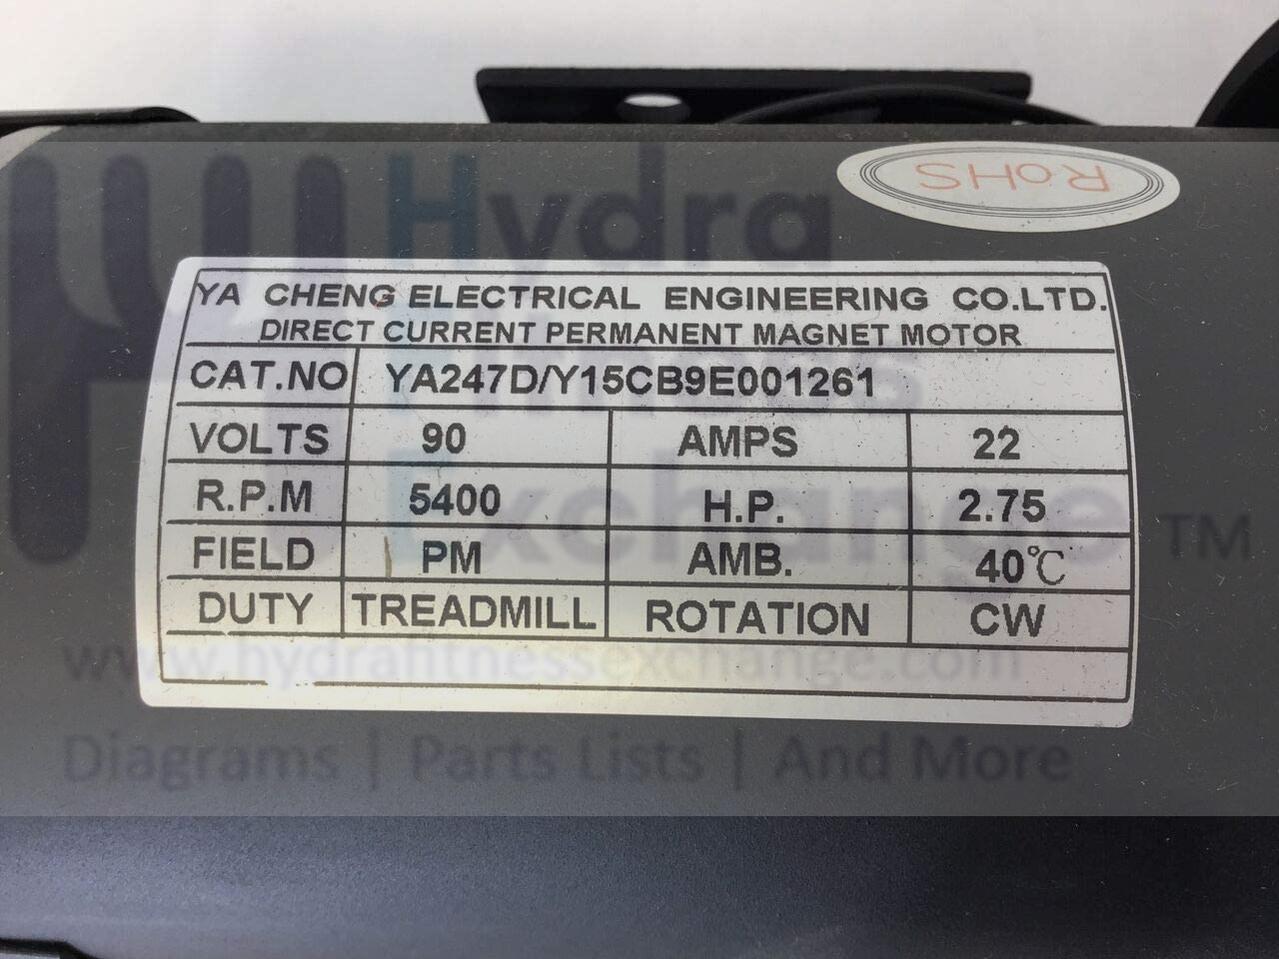 RoHS
Hydra
Fitness
Exchange TM
YA CHENG ELECTRICAL ENGINEERING CO.LTD.
DIRECT CURRENT PERMANENT MAGNET MOTOR
CAT.NO YA247D/Y15CB9E001261
VOLTS 90 AMPS 22
R.P.M 5400 H.P. 2.75
FIELD PM AMB. 40℃
DUTY TREADMILL ROTATION CW
www.hydrafitnessexchange.com
Diagrams | Parts Lists | And More